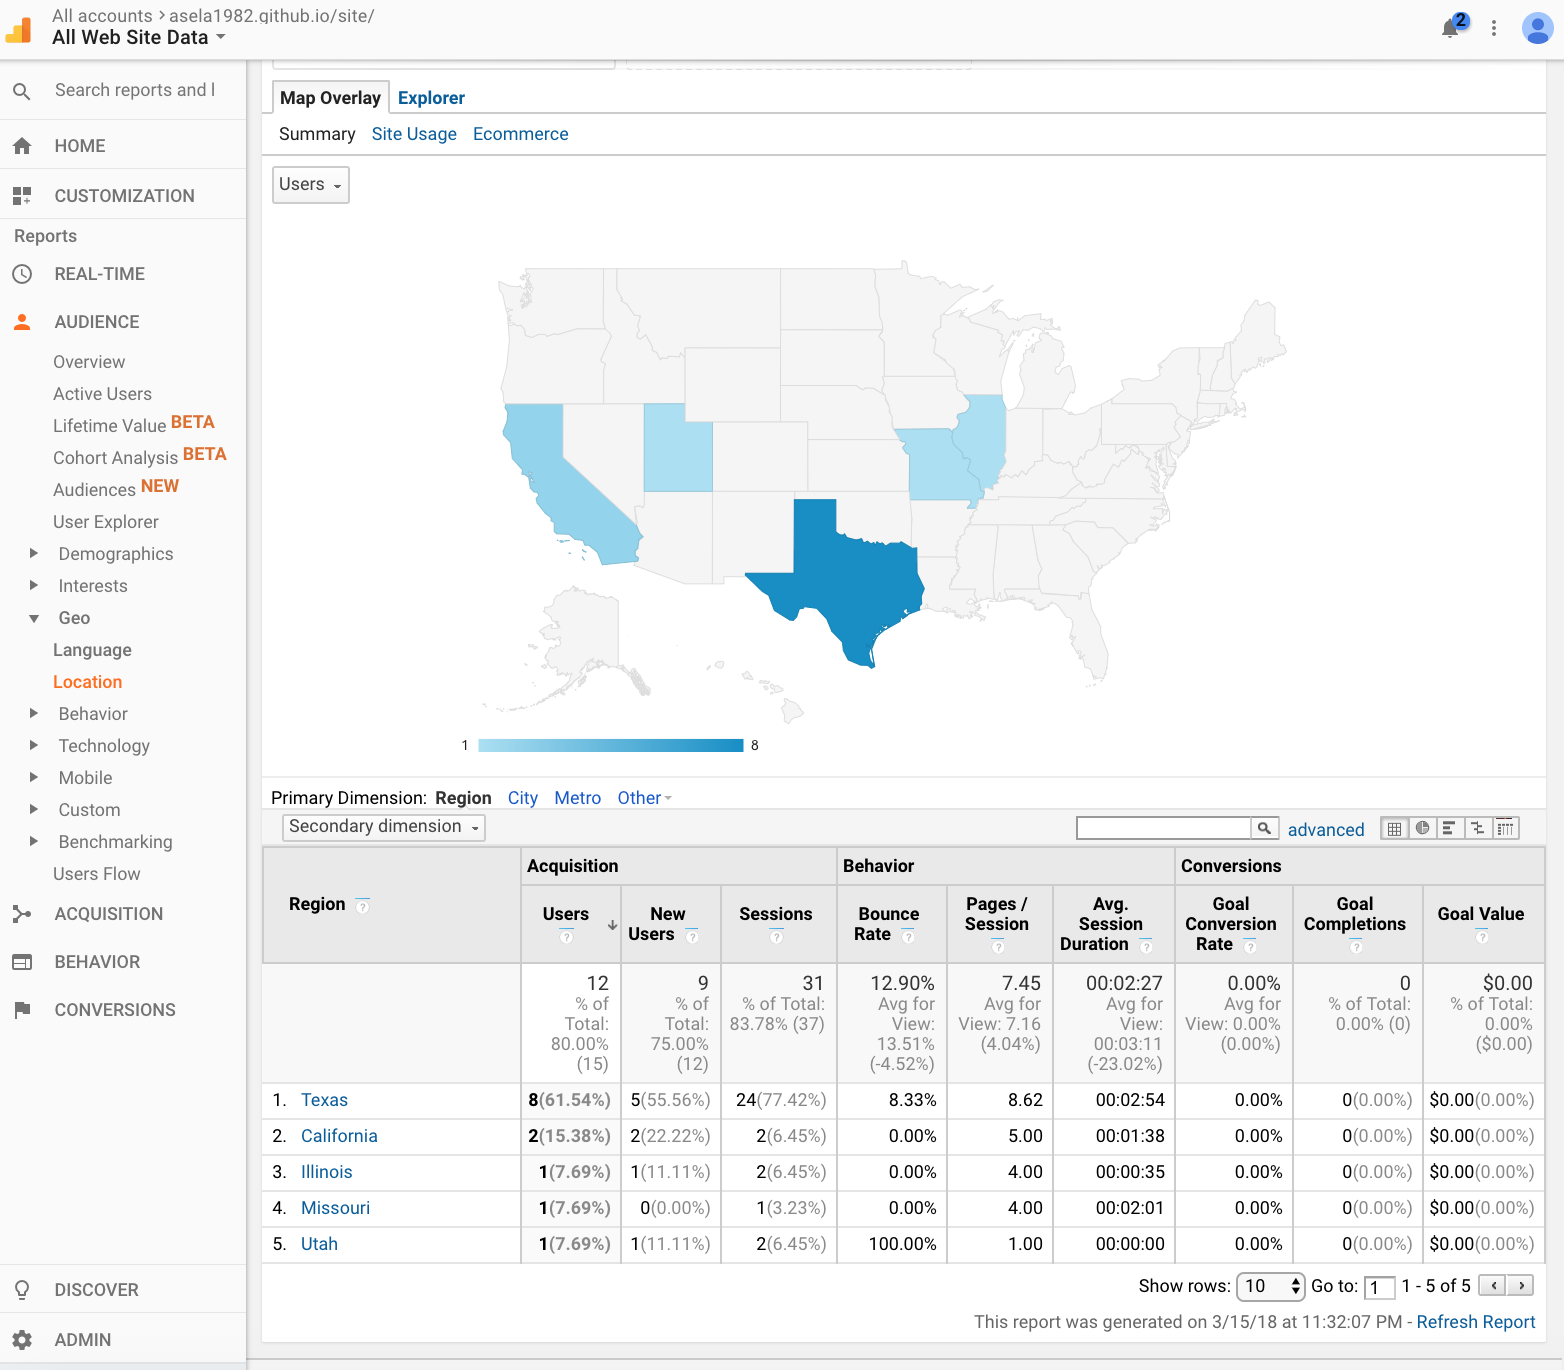 All accounts > asela1982.github.io/site/
All Web Site Data
2
Search reports and l
HOME
CUSTOMIZATION
Reports
REAL-TIME
AUDIENCE
Overview
Active Users
Lifetime Value BETA
Cohort Analysis BETA
Audiences NEW
User Explorer
Demographics
Interests
Geo
Language
Location
Behavior
Technology
Mobile
Custom
Benchmarking
Users Flow
ACQUISITION
BEHAVIOR
CONVERSIONS
DISCOVER
ADMIN
Map Overlay Explorer
Summary Site Usage Ecommerce
Users
1 8
Primary Dimension: Region City Metro Other
Secondary dimension
advanced
Region ?
Acquisition
Behavior
Conversions
Users ?
New Users ?
Sessions ?
Bounce Rate ?
Pages / Session ?
Avg. Session Duration ?
Goal Conversion Rate ?
Goal Completions ?
Goal Value ?
12 % of Total: 80.00% (15)
9 % of Total: 75.00% (12)
31 % of Total: 83.78% (37)
12.90% Avg for View: 13.51% (-4.52%)
7.45 Avg for View: 7.16 (4.04%)
00:02:27 Avg for View: 00:03:11 (-23.02%)
0.00% Avg for View: 0.00% (0.00%)
0 % of Total: 0.00% (0)
$0.00 % of Total: 0.00% ($0.00)
1. Texas 8(61.54%) 5(55.56%) 24(77.42%) 8.33% 8.62 00:02:54 0.00% 0(0.00%) $0.00(0.00%)
2. California 2(15.38%) 2(22.22%) 2(6.45%) 0.00% 5.00 00:01:38 0.00% 0(0.00%) $0.00(0.00%)
3. Illinois 1(7.69%) 1(11.11%) 2(6.45%) 0.00% 4.00 00:00:35 0.00% 0(0.00%) $0.00(0.00%)
4. Missouri 1(7.69%) 0(0.00%) 1(3.23%) 0.00% 4.00 00:02:01 0.00% 0(0.00%) $0.00(0.00%)
5. Utah 1(7.69%) 1(11.11%) 2(6.45%) 100.00% 1.00 00:00:00 0.00% 0(0.00%) $0.00(0.00%)
Show rows: 10 Go to: 1 1 - 5 of 5
This report was generated on 3/15/18 at 11:32:07 PM - Refresh Report